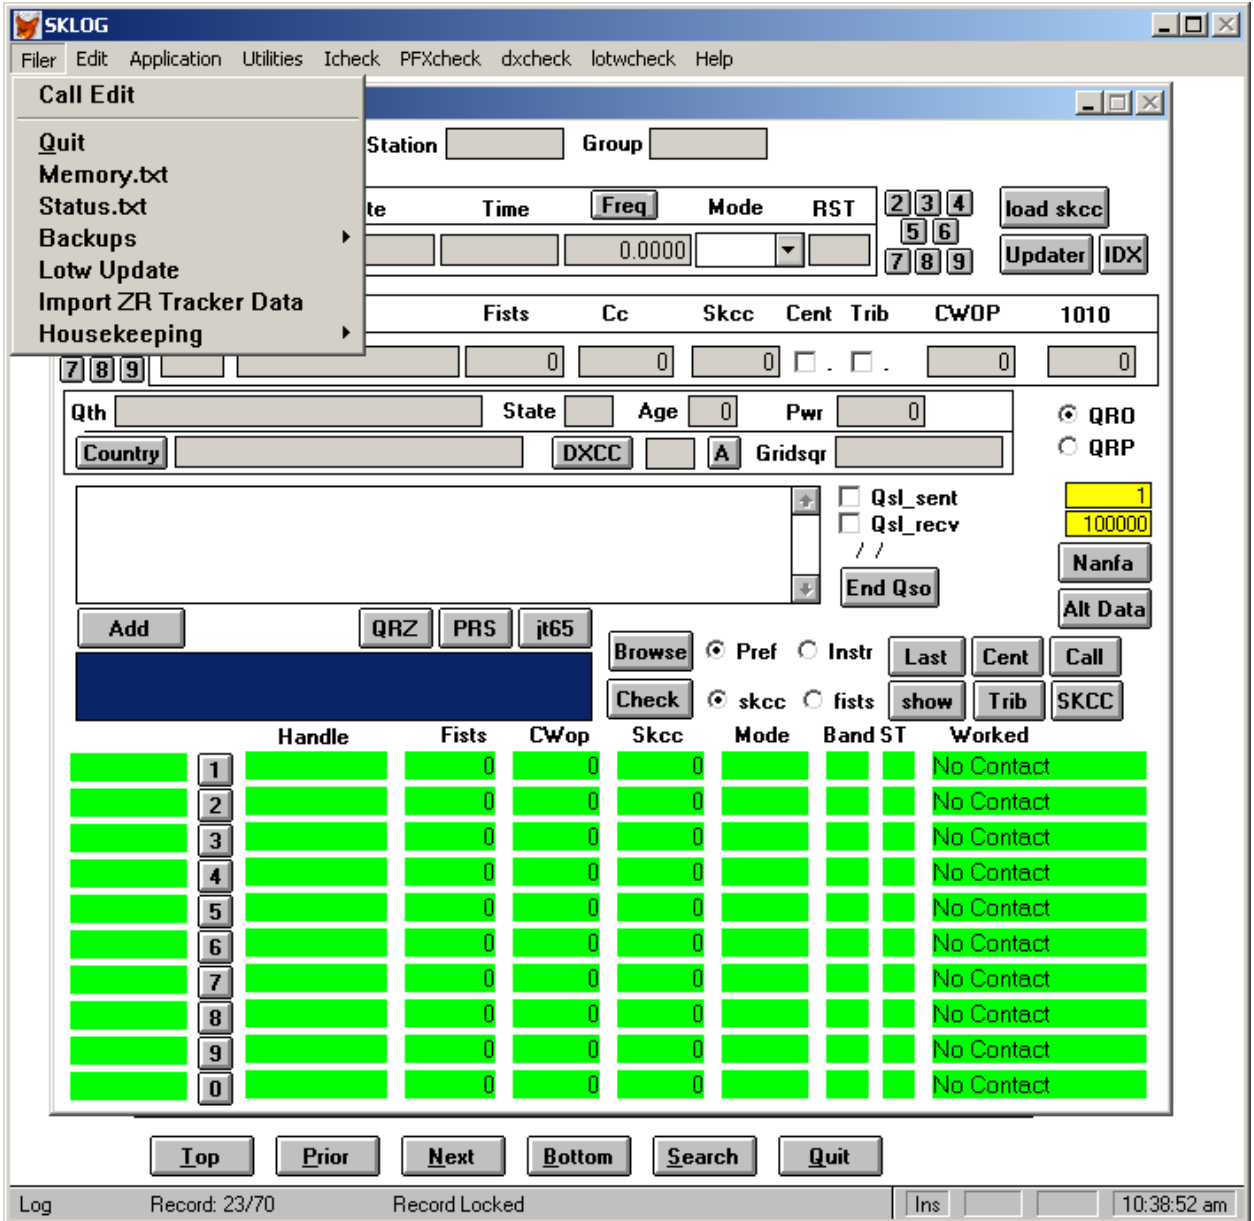 SKLOG
Filer Edit Application Utilities Icheck PFXcheck dxcheck lotwcheck Help
Call Edit
Quit
Memory.txt
Status.txt
Backups
Lotw Update
Import ZR Tracker Data
Housekeeping
Station Group
te Time Freq Mode RST 2 3 4 load skcc
5 6
0.0000 7 8 9 Updater IDX
Fists Cc Skcc Cent Trib CWOP 1010
7 8 9 0 0 0 . . 0 0
Qth State Age 0 Pwr 0 QRO
Country DXCC A Gridsqr QRP
Qsl_sent 1
Qsl_recv 100000
/ / Nanfa
End Qso
Alt Data
Add QRZ PRS jt65
Browse Pref Instr Last Cent Call
Check skcc fists show Trib SKCC
Handle Fists CWop Skcc Mode Band ST Worked
1 0 0 0 No Contact
2 0 0 0 No Contact
3 0 0 0 No Contact
4 0 0 0 No Contact
5 0 0 0 No Contact
6 0 0 0 No Contact
7 0 0 0 No Contact
8 0 0 0 No Contact
9 0 0 0 No Contact
0 0 0 0 No Contact
Top Prior Next Bottom Search Quit
Log Record: 23/70 Record Locked Ins 10:38:52 am